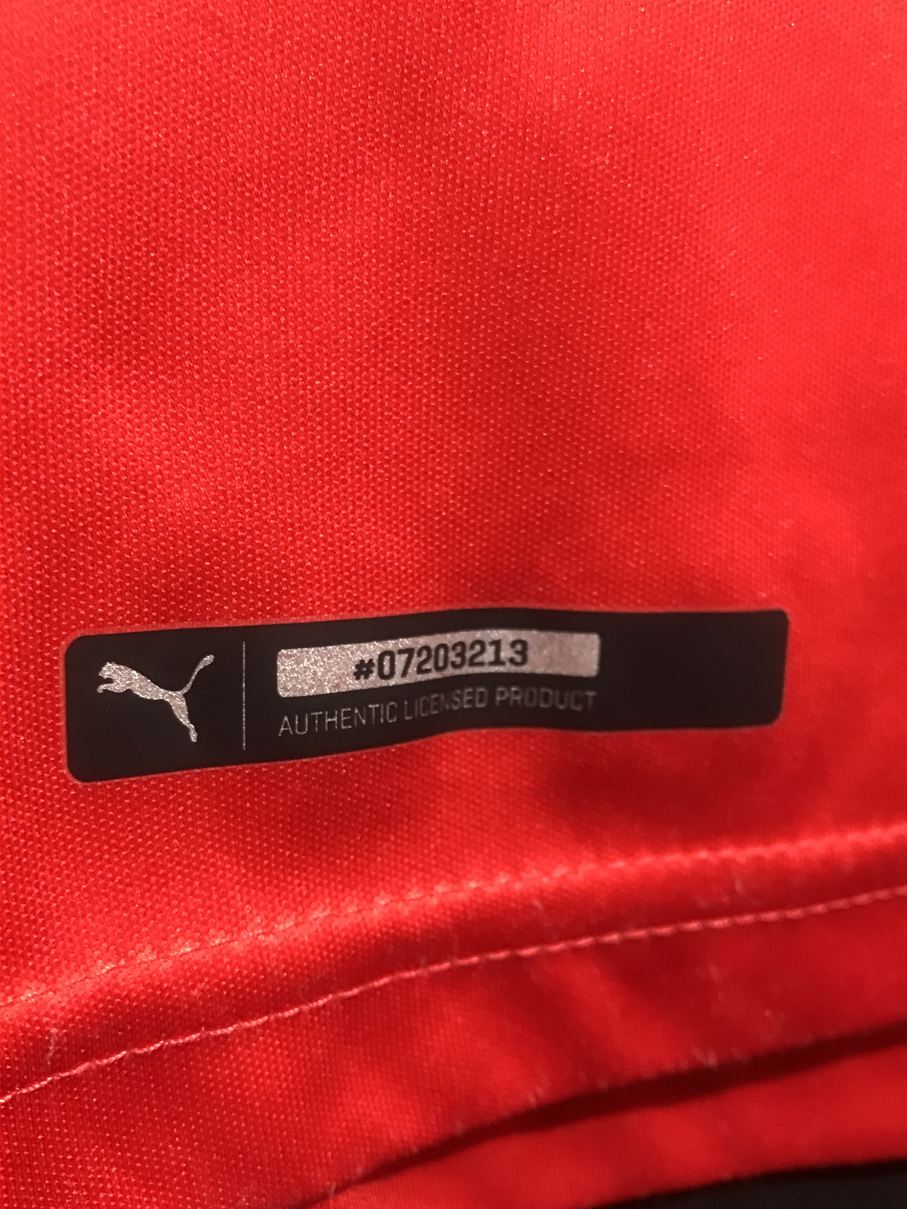 #07203213
AUTHENTIC LICENSED PRODUCT